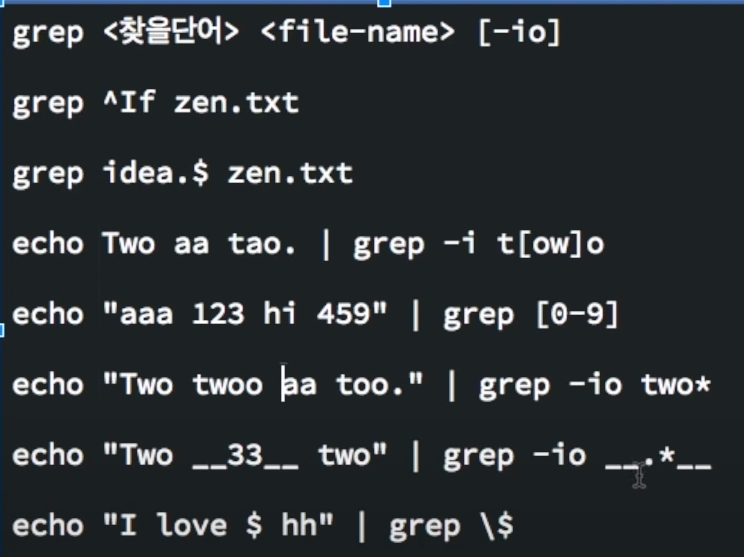 grep <찾을단어> <file-name> [-io]
grep ^If zen.txt
grep idea.$ zen.txt
echo Two aa tao. | grep -i t[ow]o
echo "aaa 123 hi 459" | grep [0-9]
echo "Two twoo aa too." | grep -io two*
echo "Two __33__ two" | grep -io __.*__
echo "I love $ hh" | grep \$